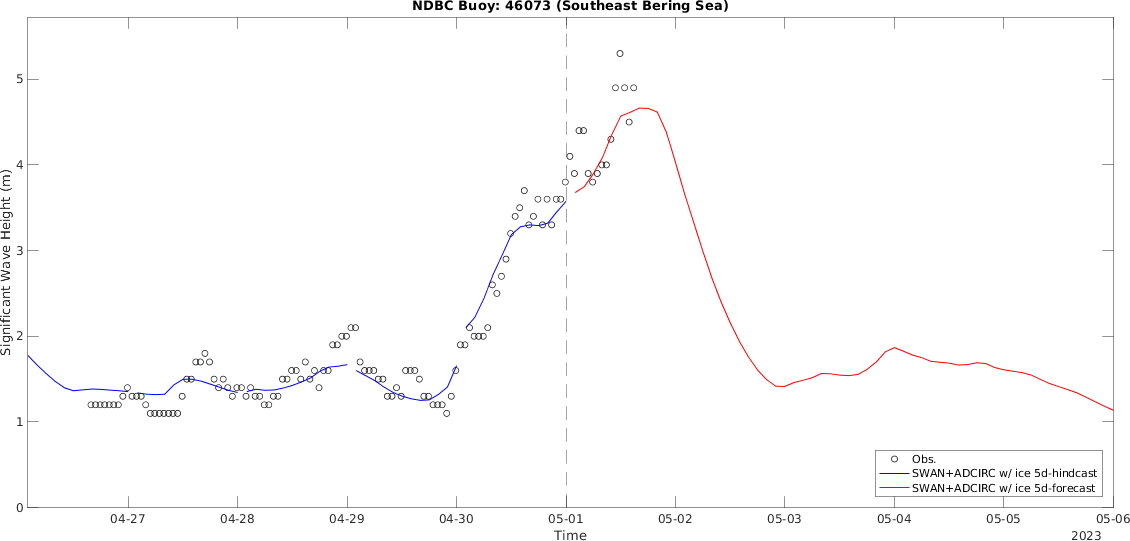 NDBC Buoy: 46073 (Southeast Bering Sea)
Significant Wave Height (m)
5
4
3
2
1
0
Obs.
SWAN+ADCIRC w/ ice 5d-hindcast
SWAN+ADCIRC w/ ice 5d-forecast
04-27 04-28 04-29 04-30 05-01 05-02 05-03 05-04 05-05 05-06
Time
2023